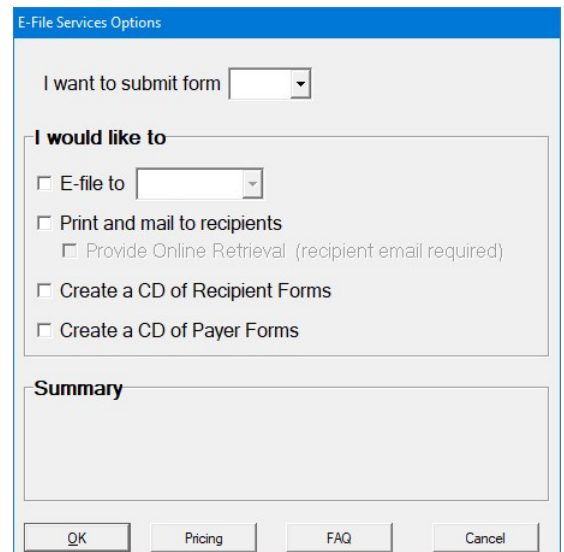 E-File Services Options
I want to submit form
I would like to
E-file to
Print and mail to recipients
Provide Online Retrieval (recipient email required)
Create a CD of Recipient Forms
Create a CD of Payer Forms
Summary
OK Pricing FAQ Cancel